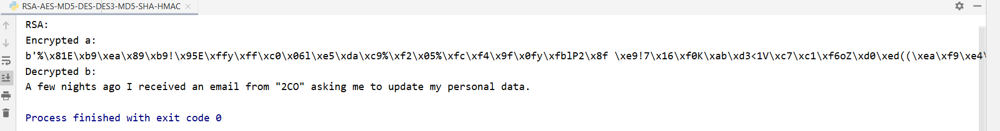 RSA-AES-MD5-DES-DES3-MD5-SHA-HMAC
RSA:
Encrypted a:
b'%\x81E\xb9\xea\x89\xb9!\x95E\xffy\xff\xc0\x06l\xe5\xda\xc9%\xf2\x05%\xfc\xf4\x9f\x0fy\xfblP2\x8f \xe9!7\x16\xf0K\xab\xd3<1V\xc7\xc1\xf6oZ\xd0\xed((\xea\xf9\xe4\
Decrypted b:
A few nights ago I received an email from "2CO" asking me to update my personal data.
Process finished with exit code 0